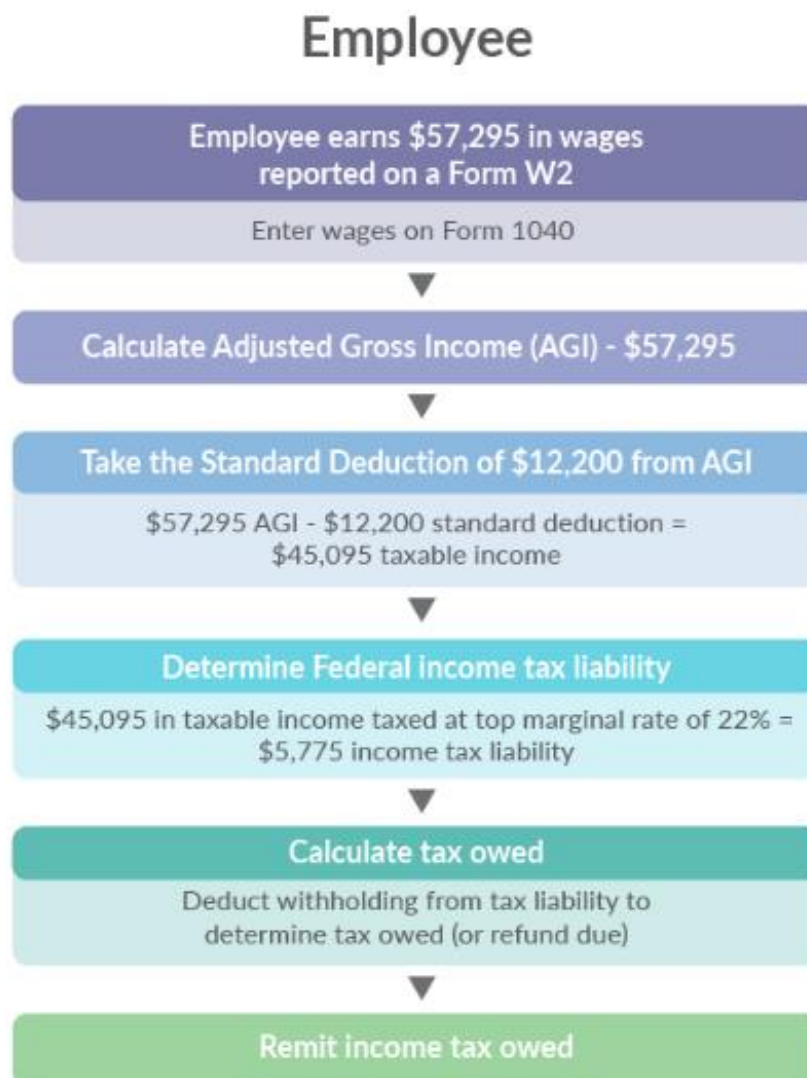 Employee
Employee earns $57,295 in wages
reported on a Form W2
Enter wages on Form 1040
Calculate Adjusted Gross Income (AGI) - $57,295
Take the Standard Deduction of $12,200 from AGI
$57,295 AGI - $12,200 standard deduction =
$45,095 taxable income
Determine Federal income tax liability
$45,095 in taxable income taxed at top marginal rate of 22% =
$5,775 income tax liability
Calculate tax owed
Deduct withholding from tax liability to
determine tax owed (or refund due)
Remit income tax owed